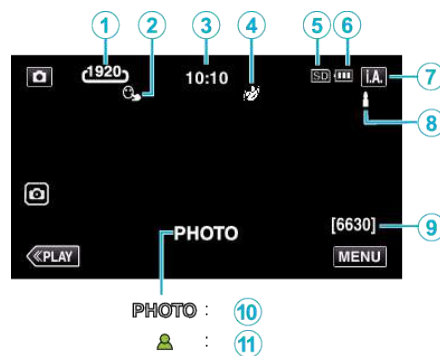 1 2 3 4 5 6
1920 10:10 SD i.A. 7
8
PHOTO [6630] 9
≪PLAY MENU
PHOTO : 10
: 11